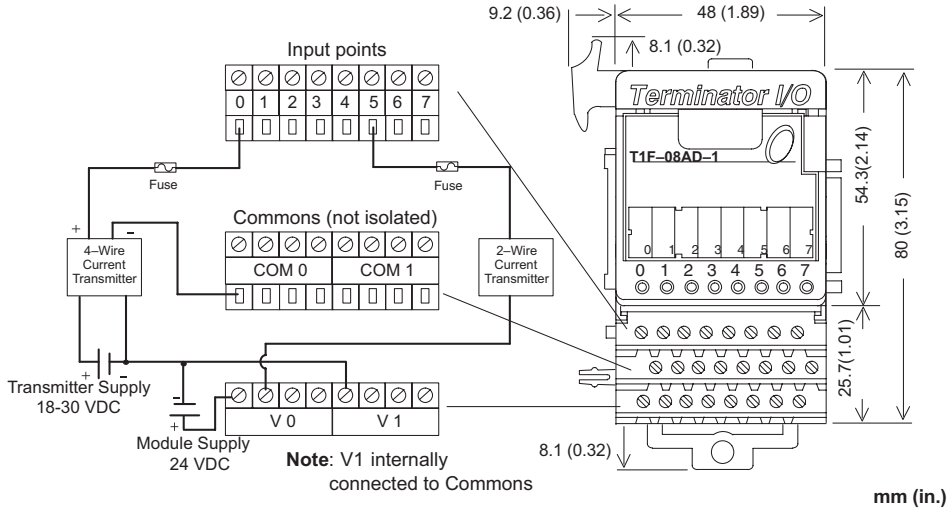 9.2 (0.36)
48 (1.89)
8.1 (0.32)
Input points
0 1 2 3 4 5 6 7
Fuse
Fuse
Commons (not isolated)
COM 0 COM 1
+ -
4–Wire
Current
Transmitter
2–Wire
Current
Transmitter
+ -
Transmitter Supply
18-30 VDC
-
+
Module Supply
24 VDC
V 0 V 1
Note: V1 internally
connected to Commons
Terminator I/O
T1F–08AD–1
0 1 2 3 4 5 6 7
0 1 2 3 4 5 6 7
54.3(2.14)
80 (3.15)
25.7(1.01)
8.1 (0.32)
mm (in.)